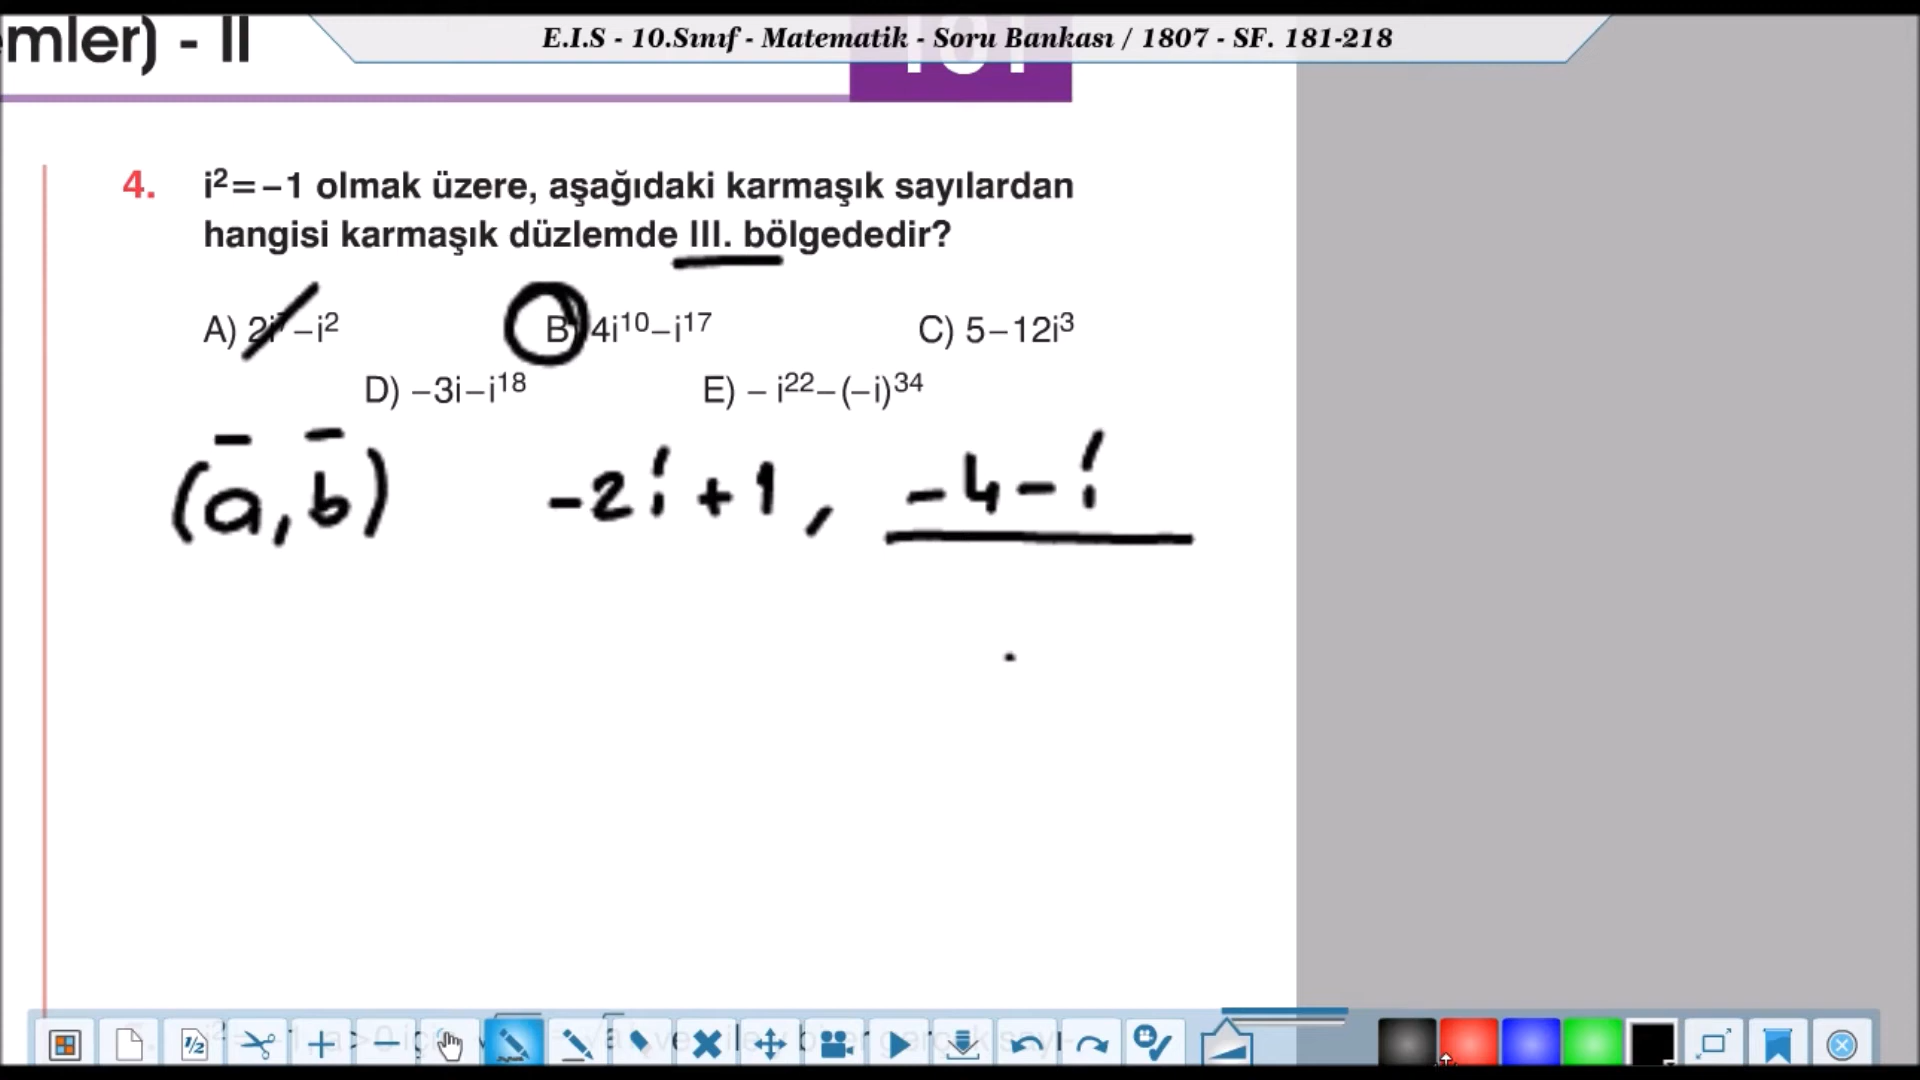 emler) - II
E.I.S - 10.Sınıf - Matematik - Soru Bankası / 1807 - SF. 181-218
4. i²=−1 olmak üzere, aşağıdaki karmaşık sayılardan
hangisi karmaşık düzlemde III. bölgededir?
A) 2i⁷−i² B) 4i¹⁰−i¹⁷ C) 5−12i³
D) −3i−i¹⁸ E) − i²²−(−i)³⁴
(a, b) -2i+1, -4-i